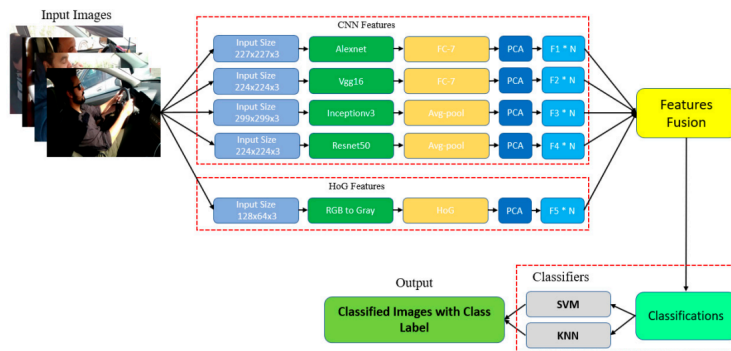 Input Images
CNN Features
Input Size
227x227x3
Alexnet
FC-7
PCA
F1 * N
Input Size
224x224x3
Vgg16
FC-7
PCA
F2 * N
Input Size
299x299x3
Inceptionv3
Avg-pool
PCA
F3 * N
Input Size
224x224x3
Resnet50
Avg-pool
PCA
F4 * N
Features
Fusion
HoG Features
Input Size
128x64x3
RGB to Gray
HoG
PCA
F5 * N
Output
Classifiers
Classified Images with Class
Label
SVM
KNN
Classifications